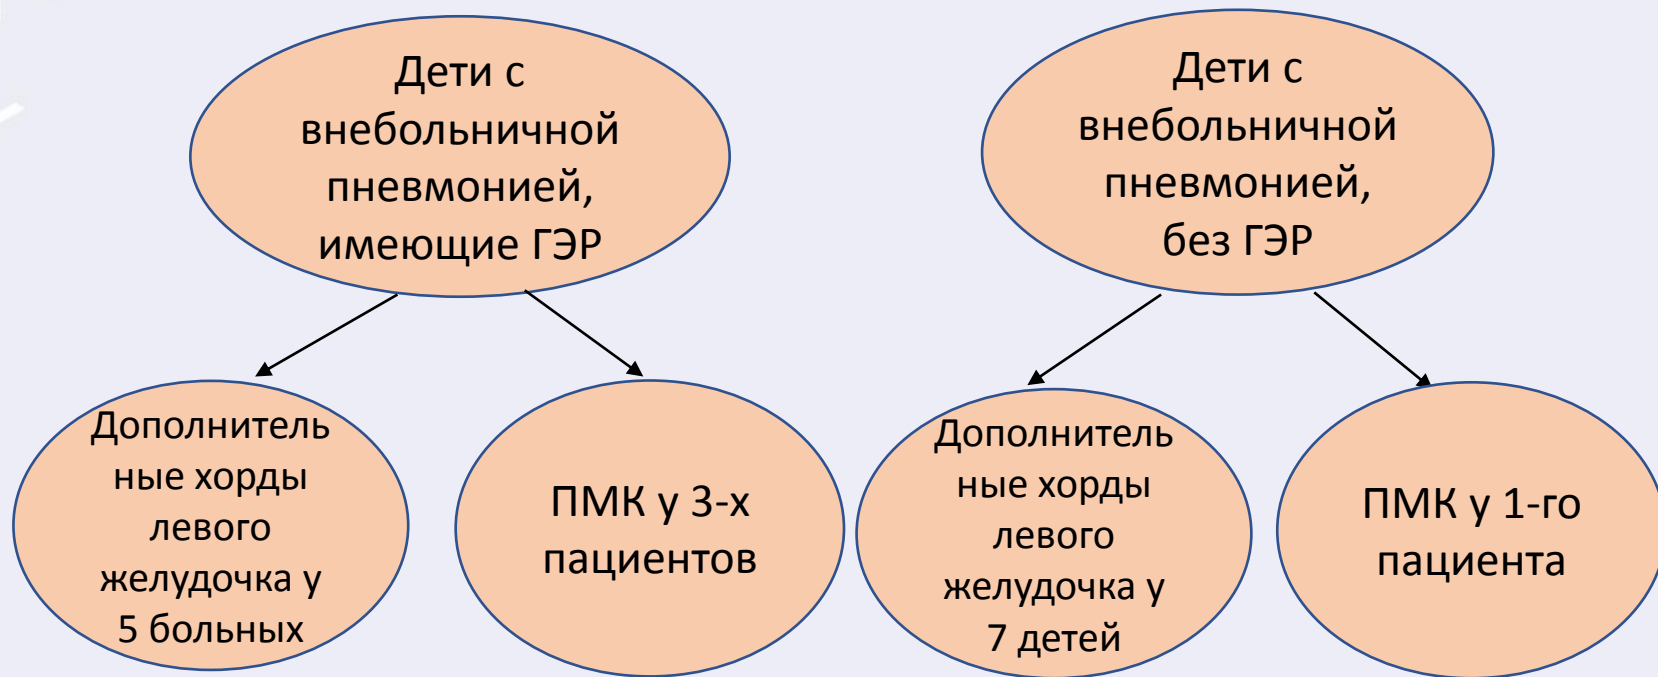 Дети с
внебольничной
пневмонией,
имеющие ГЭР
Дети с
внебольничной
пневмонией,
без ГЭР
Дополнитель
ные хорды
левого
желудочка у
5 больных
ПМК у 3-х
пациентов
Дополнитель
ные хорды
левого
желудочка у
7 детей
ПМК у 1-го
пациента